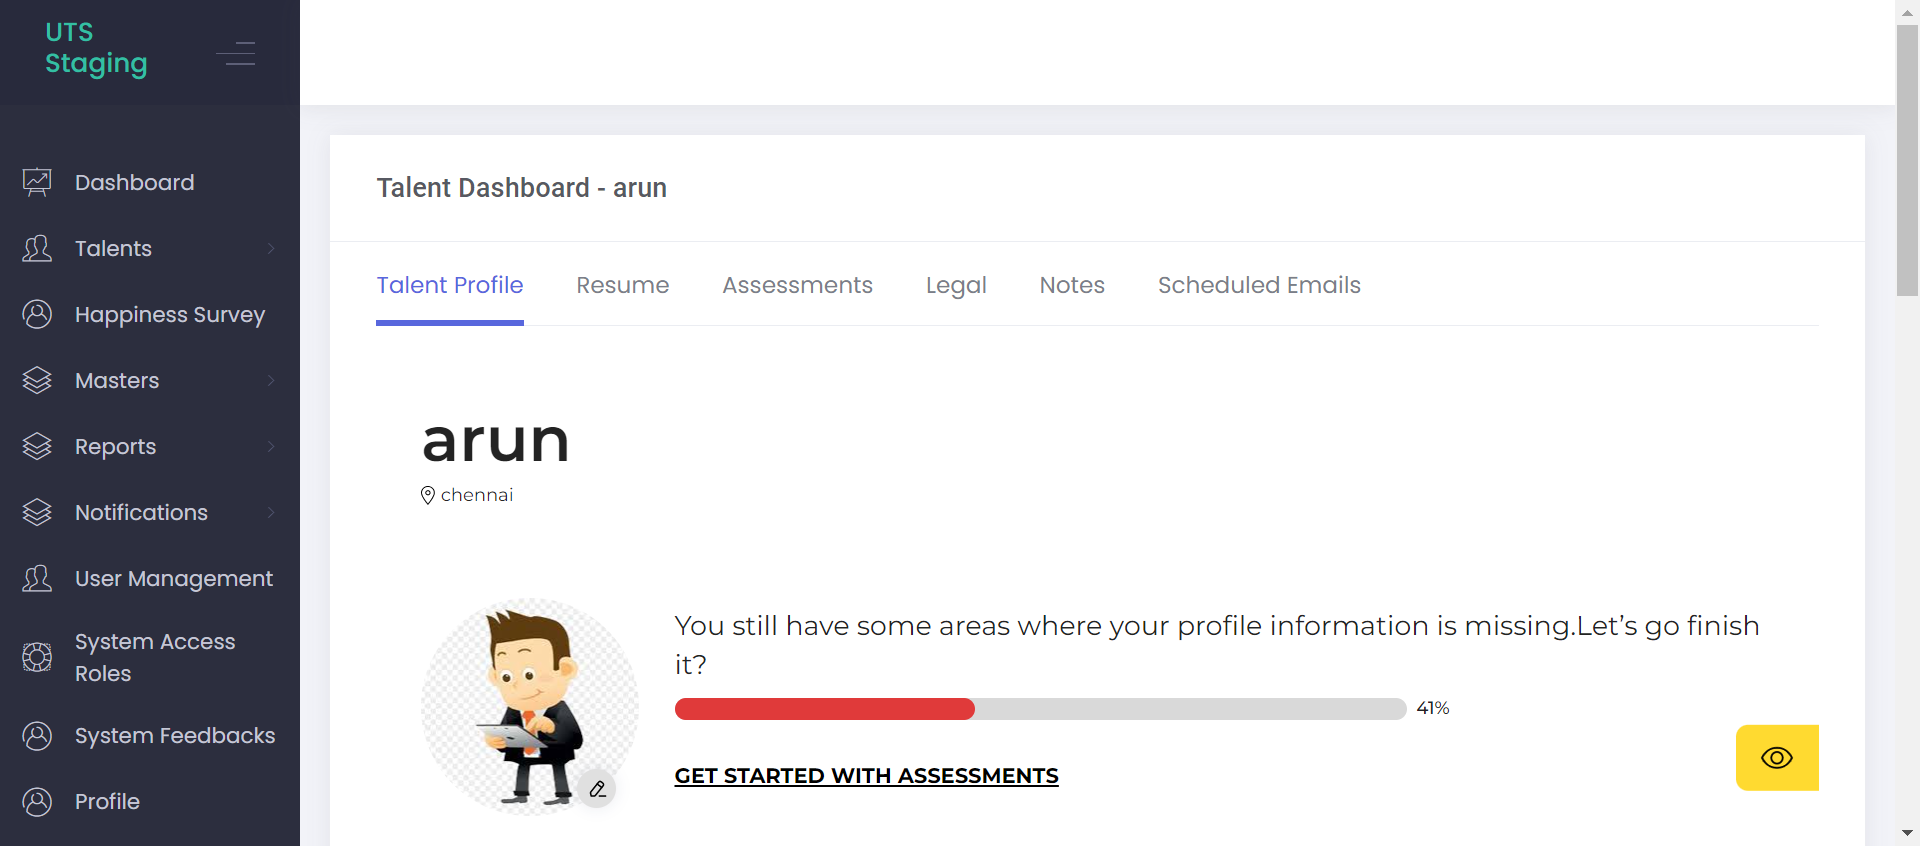 UTS
Staging
Dashboard
Talents
Happiness Survey
Masters
Reports
Notifications
User Management
System Access
Roles
System Feedbacks
Profile
Talent Dashboard - arun
Talent Profile Resume Assessments Legal Notes Scheduled Emails
arun
chennai
You still have some areas where your profile information is missing.Let’s go finish
it?
41%
GET STARTED WITH ASSESSMENTS